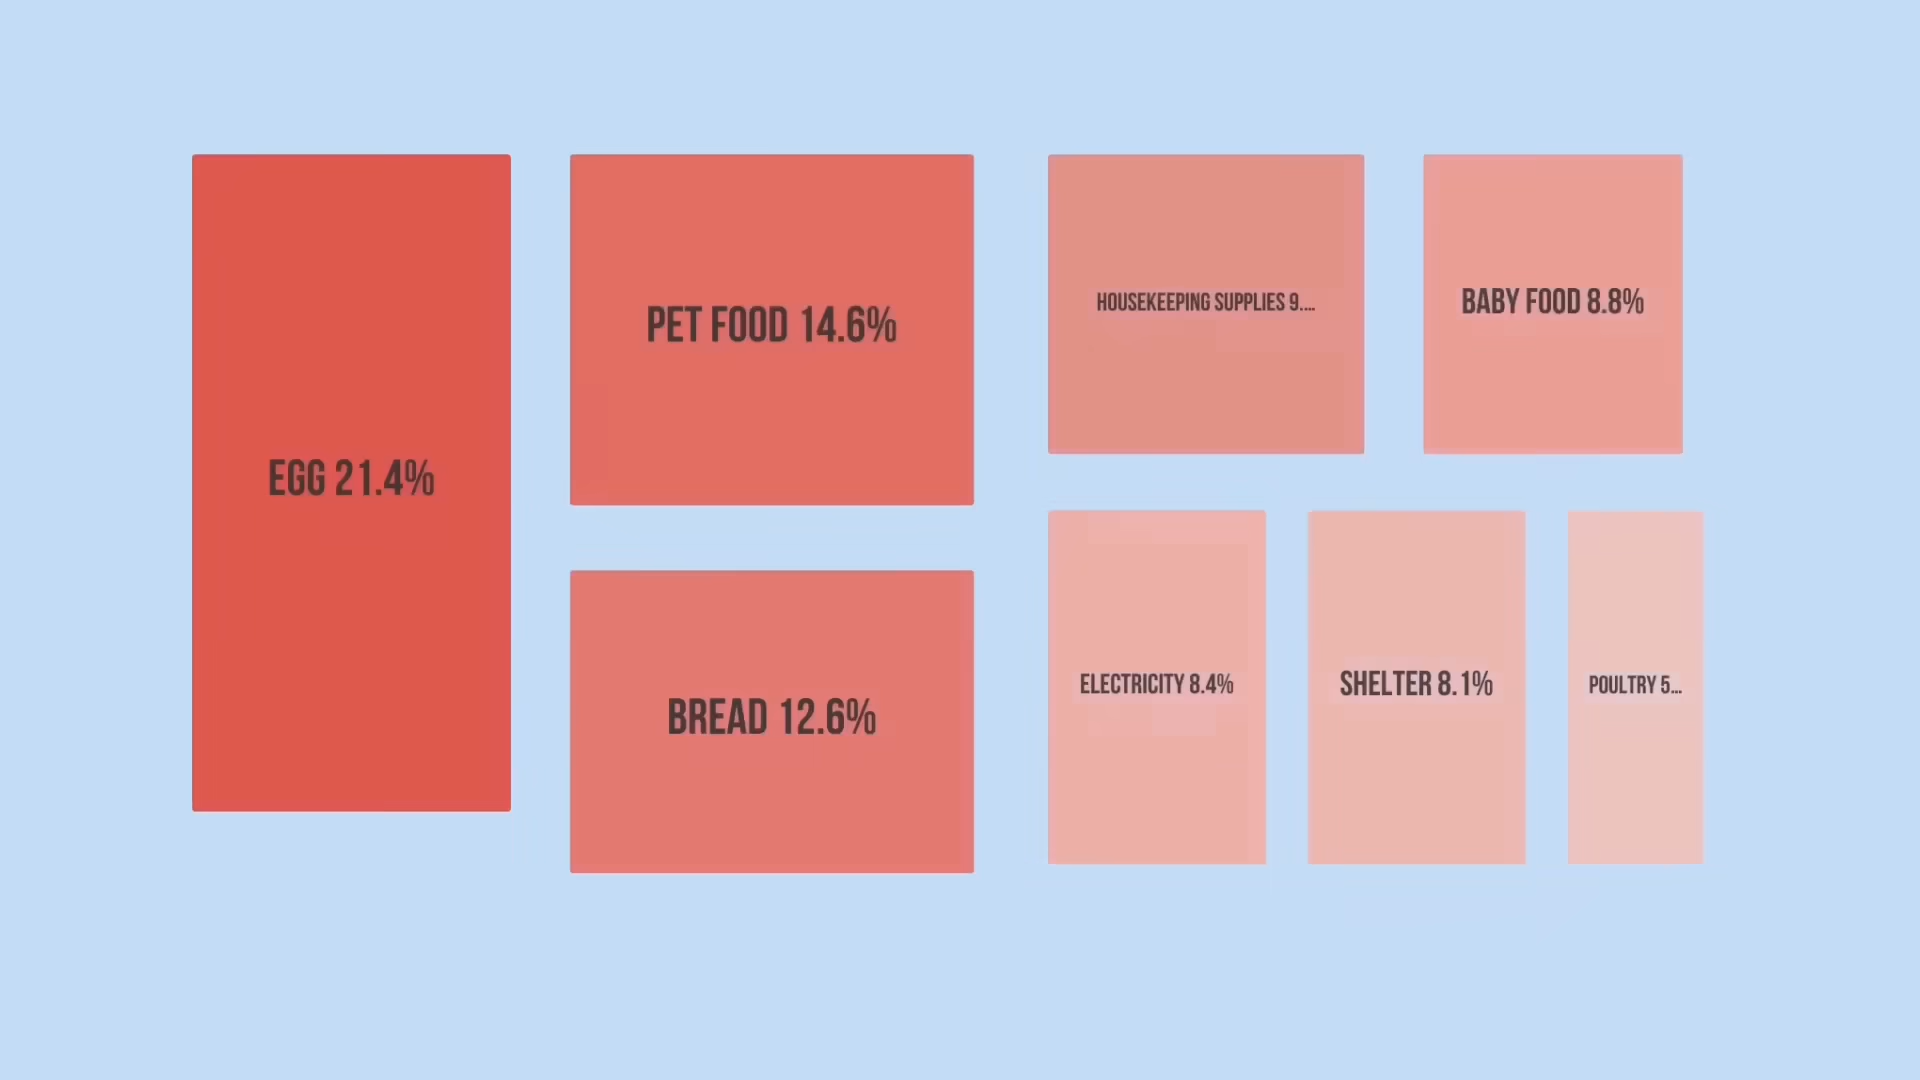 EGG 21.4%
PET FOOD 14.6%
BREAD 12.6%
HOUSEKEEPING SUPPLIES 9....
BABY FOOD 8.8%
ELECTRICITY 8.4%
SHELTER 8.1%
POULTRY 5...